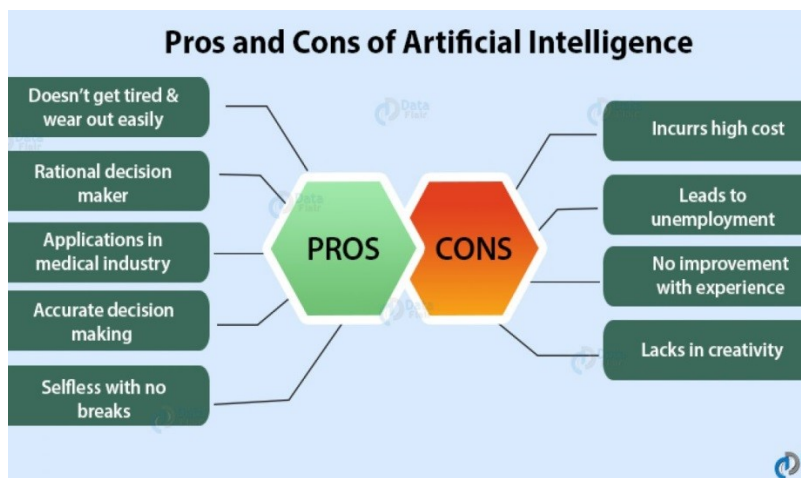 Pros and Cons of Artificial Intelligence
Doesn't get tired &
wear out easily
Rational decision
maker
Applications in
medical industry
Accurate decision
making
Selfless with no
breaks
PROS
CONS
Incurrs high cost
Leads to
unemployment
No improvement
with experience
Lacks in creativity
Data
Flair